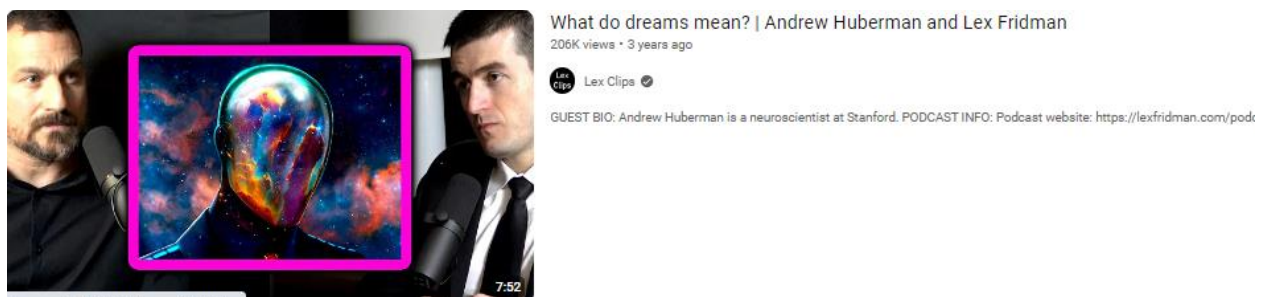 7:52
What do dreams mean? | Andrew Huberman and Lex Fridman
206K views • 3 years ago
Lex Clips
Lex Clips
GUEST BIO: Andrew Huberman is a neuroscientist at Stanford. PODCAST INFO: Podcast website: https://lexfridman.com/podc